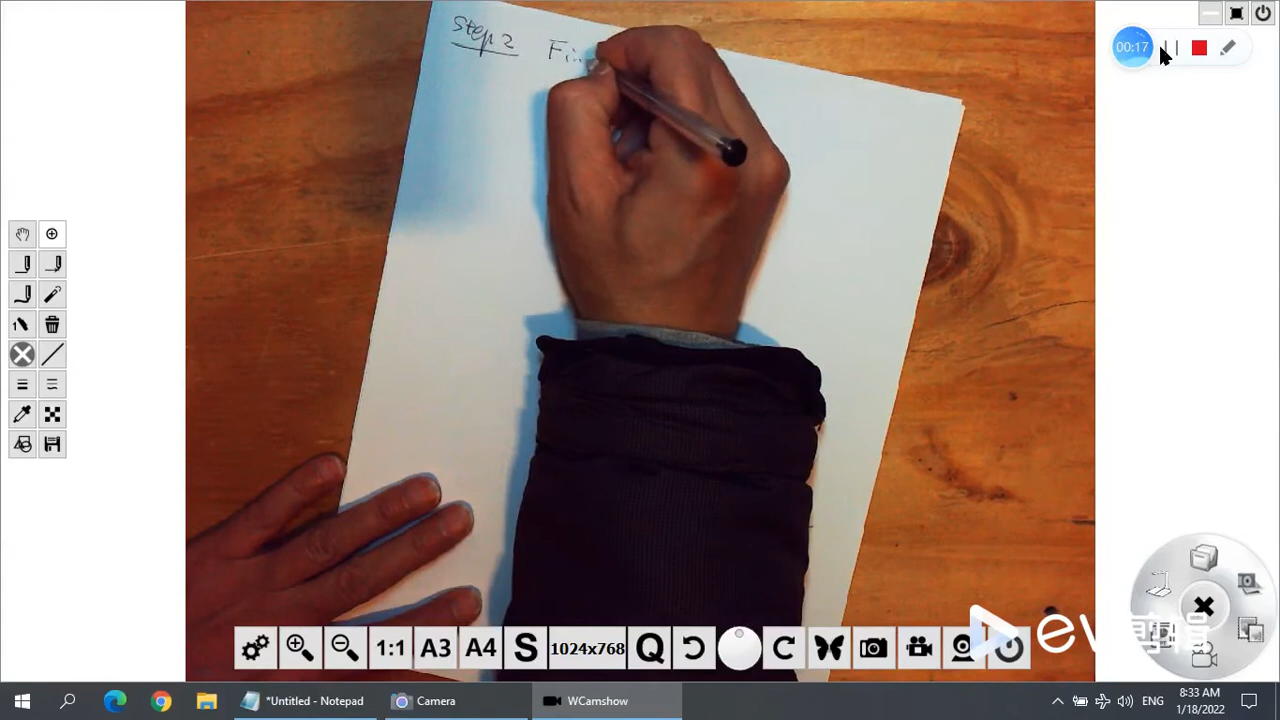 Step 2 Fin
00:17
1:1
A3
A4
S
1024x768
Q
*Untitled - Notepad
Camera
WCamshow
ENG
8:33 AM
1/18/2022